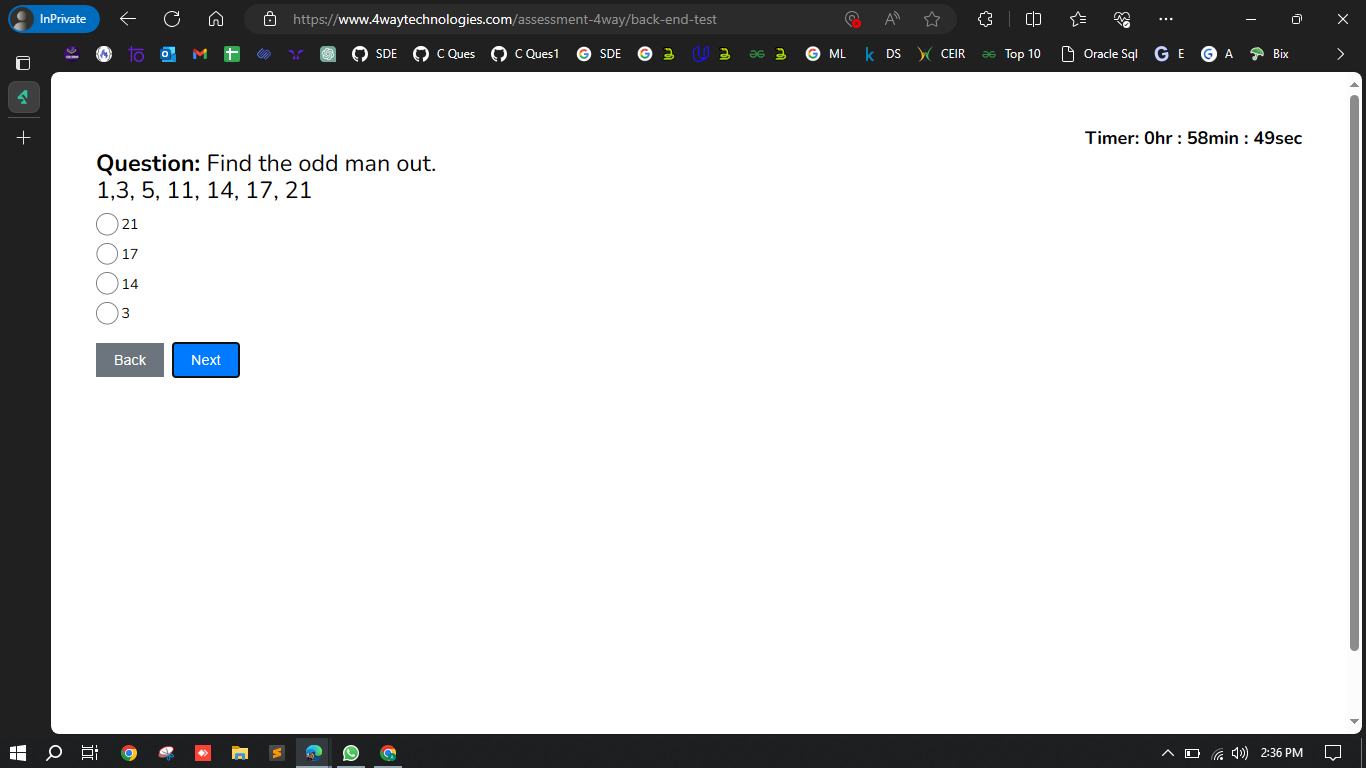 InPrivate
https://www.4waytechnologies.com/assessment-4way/back-end-test
SDE
C Ques
C Ques1
SDE
ML
DS
CEIR
Top 10
Oracle Sql
E
A
Bix
Timer: 0hr : 58min : 49sec
Question: Find the odd man out.
1,3, 5, 11, 14, 17, 21
21
17
14
3
Back Next
2:36 PM